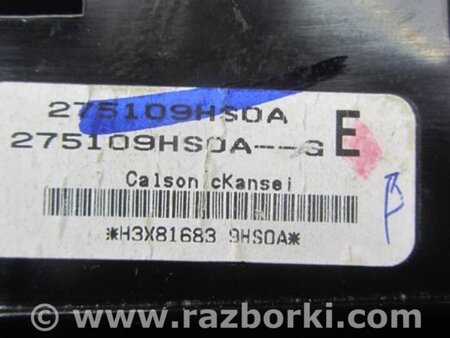 275109HS0A
275109HS0A---G E
Calson cKansei
*H3X81683 9HS0A*
© www.razborki.com